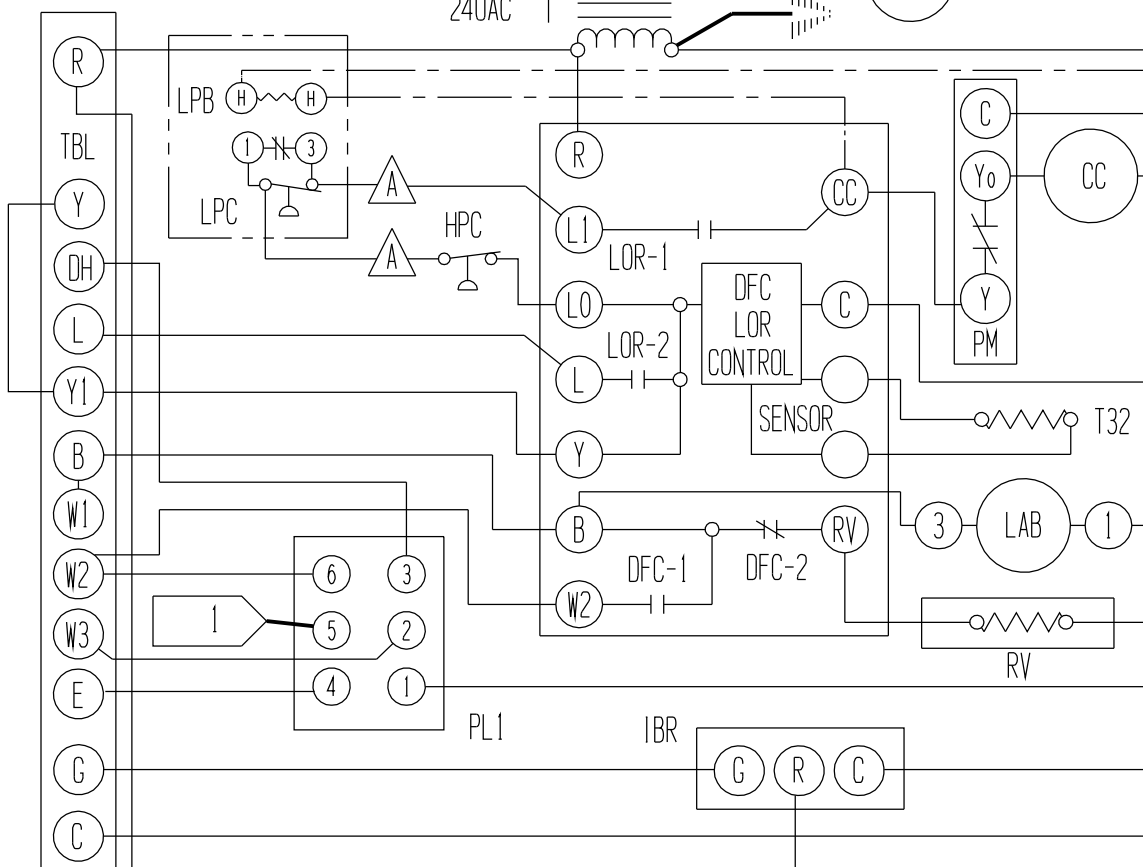 24VAC
R
TBL
Y
DH
L
Y1
B
W1
W2
W3
E
G
C
LPB
H
H
1
3
LPC
A
A
HPC
R
CC
L1
LOR-1
LO
LOR-2
L
DFC
LOR
CONTROL
C
SENSOR
Y
B
DFC-1
DFC-2
RV
W2
C
Yo
Y
PM
CC
T32
3
LAB
1
RV
1
6
3
5
2
4
1
PL1
IBR
G
R
C